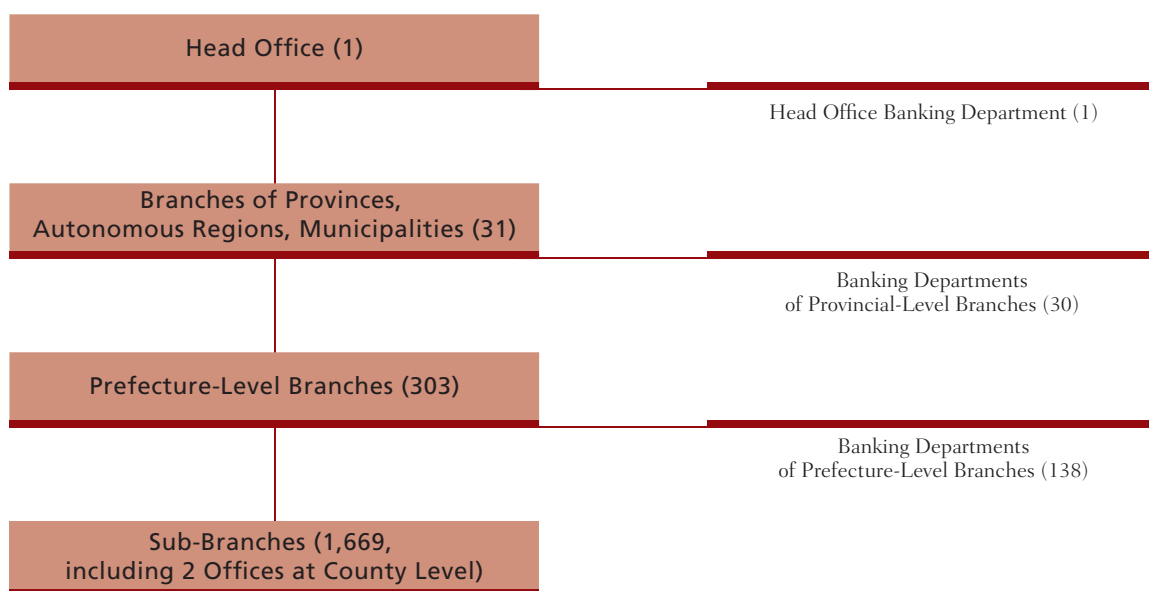 Head Office (1)
Head Office Banking Department (1)
Branches of Provinces,
Autonomous Regions, Municipalities (31)
Banking Departments
of Provincial-Level Branches (30)
Prefecture-Level Branches (303)
Banking Departments
of Prefecture-Level Branches (138)
Sub-Branches (1,669,
including 2 Offices at County Level)